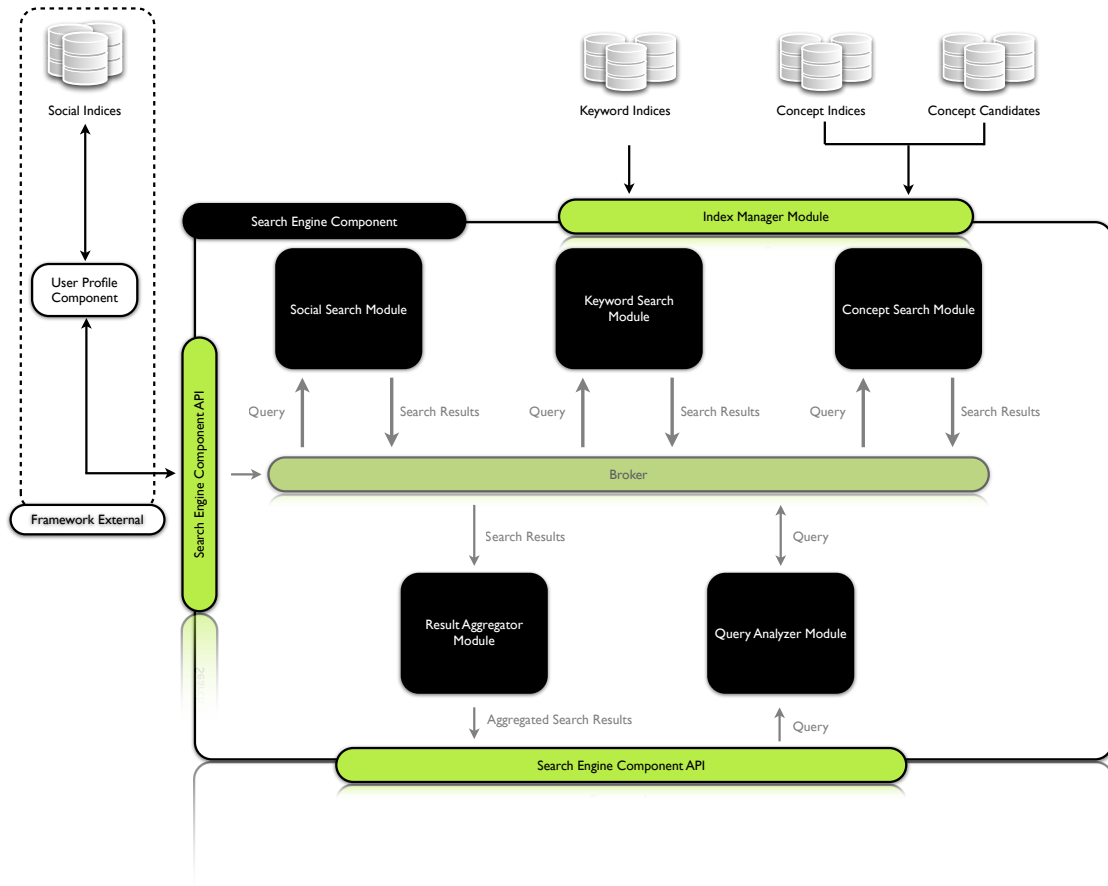 Social Indices
Keyword Indices
Concept Indices
Concept Candidates
Search Engine Component
Index Manager Module
User Profile
Component
Social Search Module
Keyword Search
Module
Concept Search Module
Query
Search Results
Query
Search Results
Query
Search Results
Search Engine Component API
Broker
Framework External
Search Results
Query
Result Aggregator
Module
Query Analyzer Module
Aggregated Search Results
Query
Search Engine Component API